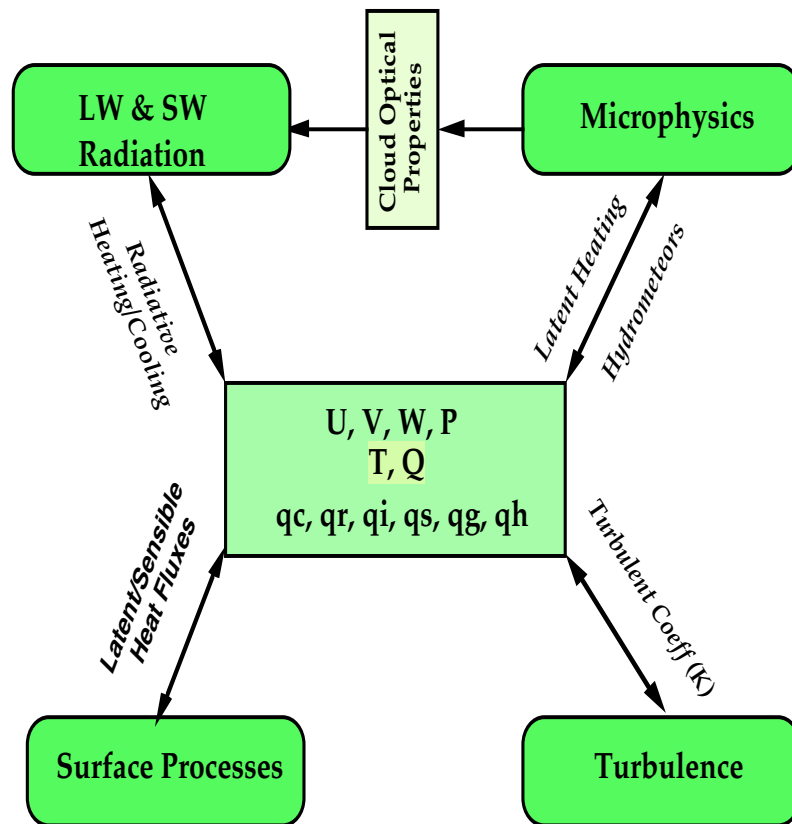 LW & SW
Radiation
Cloud Optical
Properties
Microphysics
Radiative
Heating/Cooling
Latent Heating
Hydrometeors
U, V, W, P
T, Q
qc, qr, qi, qs, qg, qh
Latent/Sensible
Heat Fluxes
Turbulent Coeff (K)
Surface Processes
Turbulence